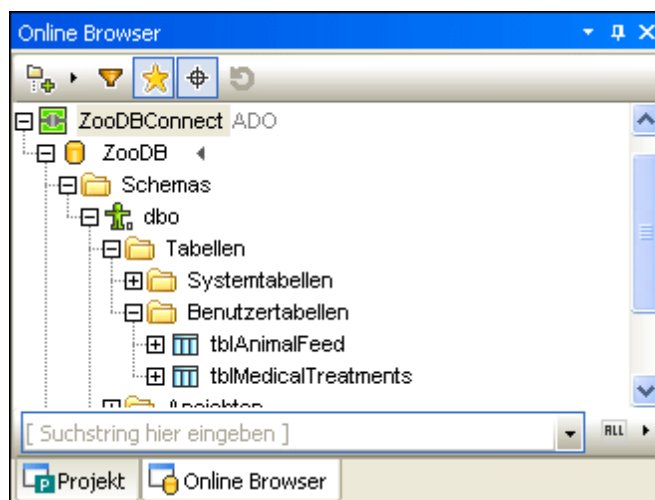 Online Browser
ZooDBConnect ADO
ZooDB
Schemas
dbo
Tabellen
Systemtabellen
Benutzertabellen
tblAnimalFeed
tblMedicalTreatments
Ansichten
[ Suchstring hier eingeben ] ALL
Projekt Online Browser